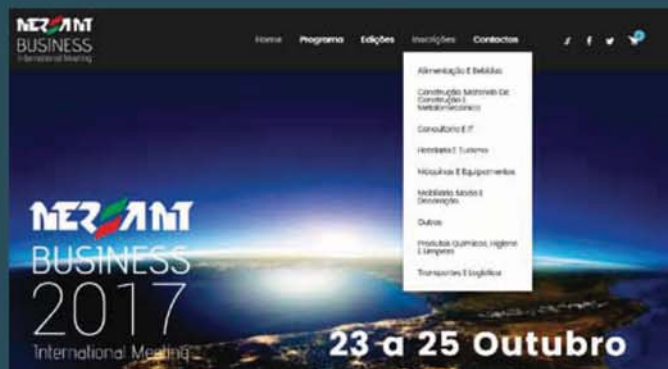 NERSANT
BUSINESS
International Meeting
Home Programa Edições Inscrições Contactos
Alimentação E Bebidas
Construção, Materiais De
Construção E
Metalomecânica
Consultoria E IT
Hotelaria E Turismo
Máquinas E Equipamentos
Mobiliário, Moda E
Decoração
Outros
Produtos Químicos, Higiene
E Limpeza
Transportes E Logística
NERSANT
BUSINESS
2017
International Meeting
23 a 25 Outubro